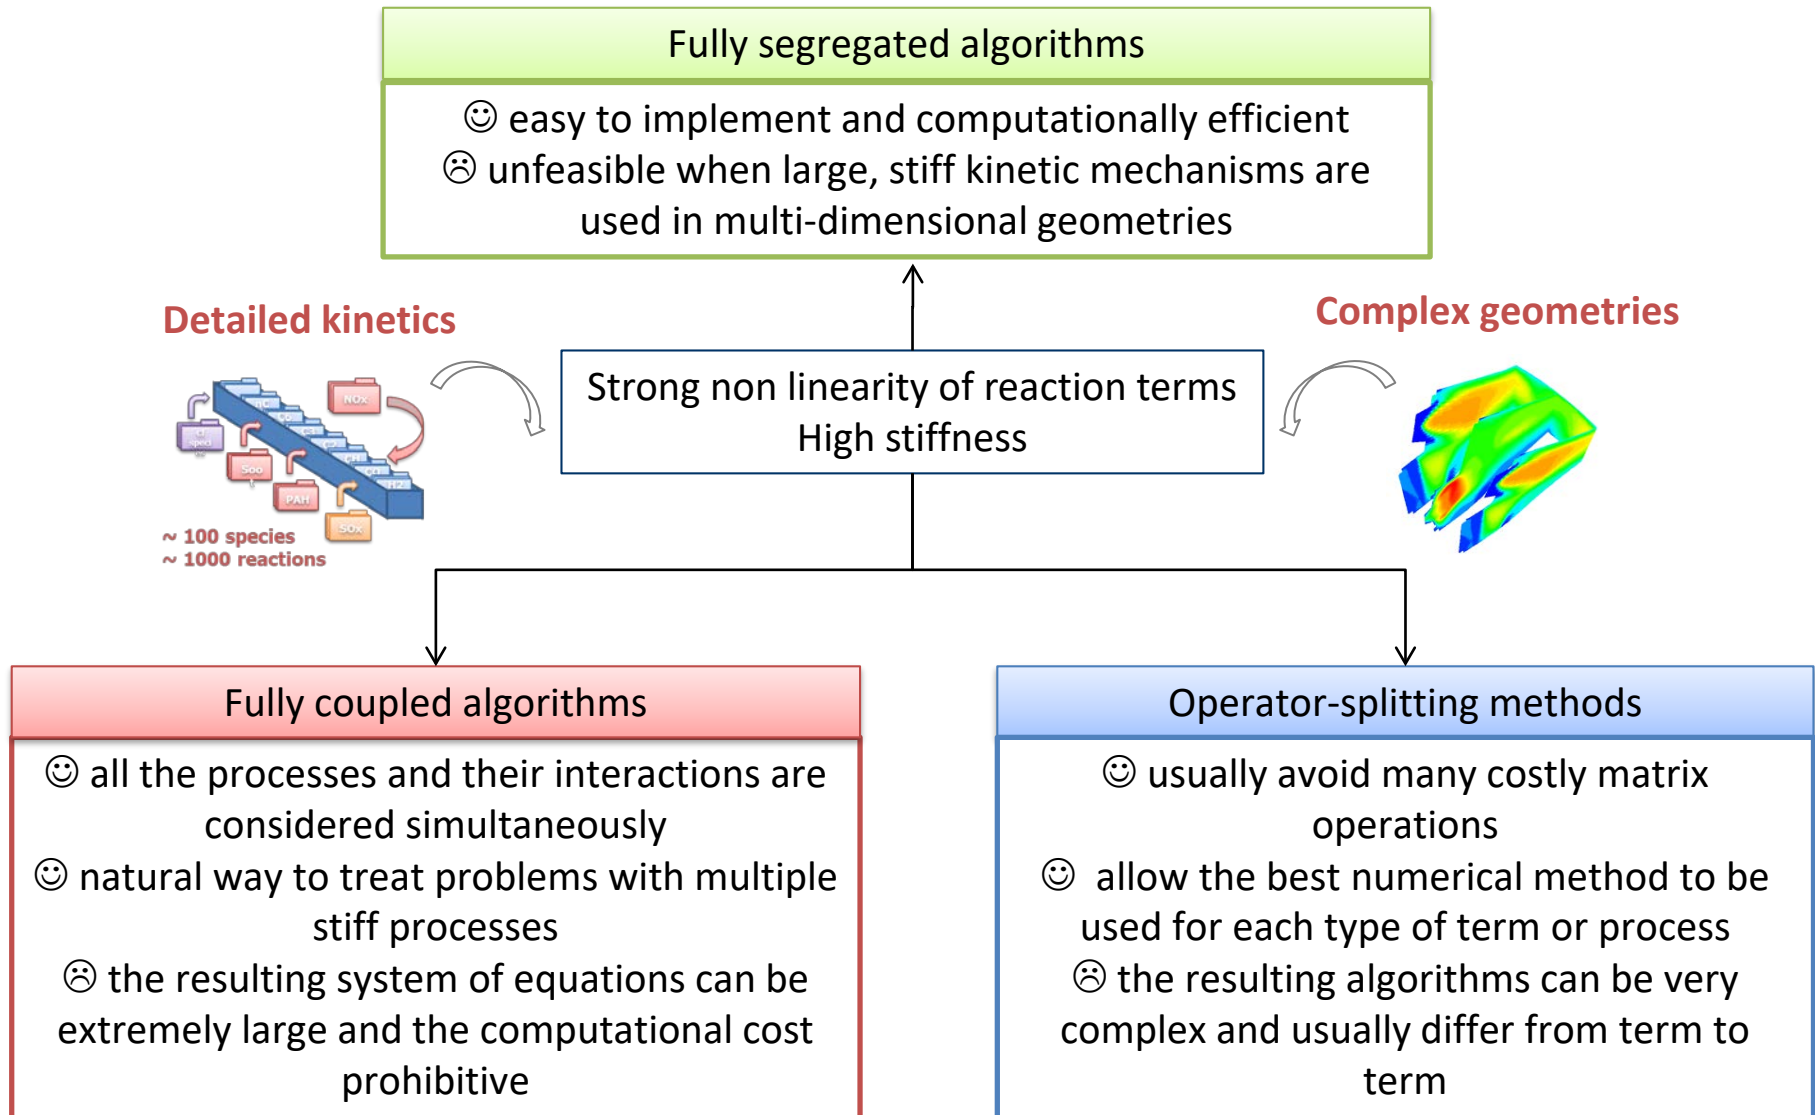 Fully segregated algorithms
☺ easy to implement and computationally efficient
☹ unfeasible when large, stiff kinetic mechanisms are
used in multi-dimensional geometries
Detailed kinetics
Complex geometries
Strong non linearity of reaction terms
High stiffness
NOx
Soo
PAH
SOx
CH
H2
~ 100 species
~ 1000 reactions
Fully coupled algorithms
☺ all the processes and their interactions are
considered simultaneously
☺ natural way to treat problems with multiple
stiff processes
☹ the resulting system of equations can be
extremely large and the computational cost
prohibitive
Operator-splitting methods
☺ usually avoid many costly matrix
operations
☺ allow the best numerical method to be
used for each type of term or process
☹ the resulting algorithms can be very
complex and usually differ from term to
term